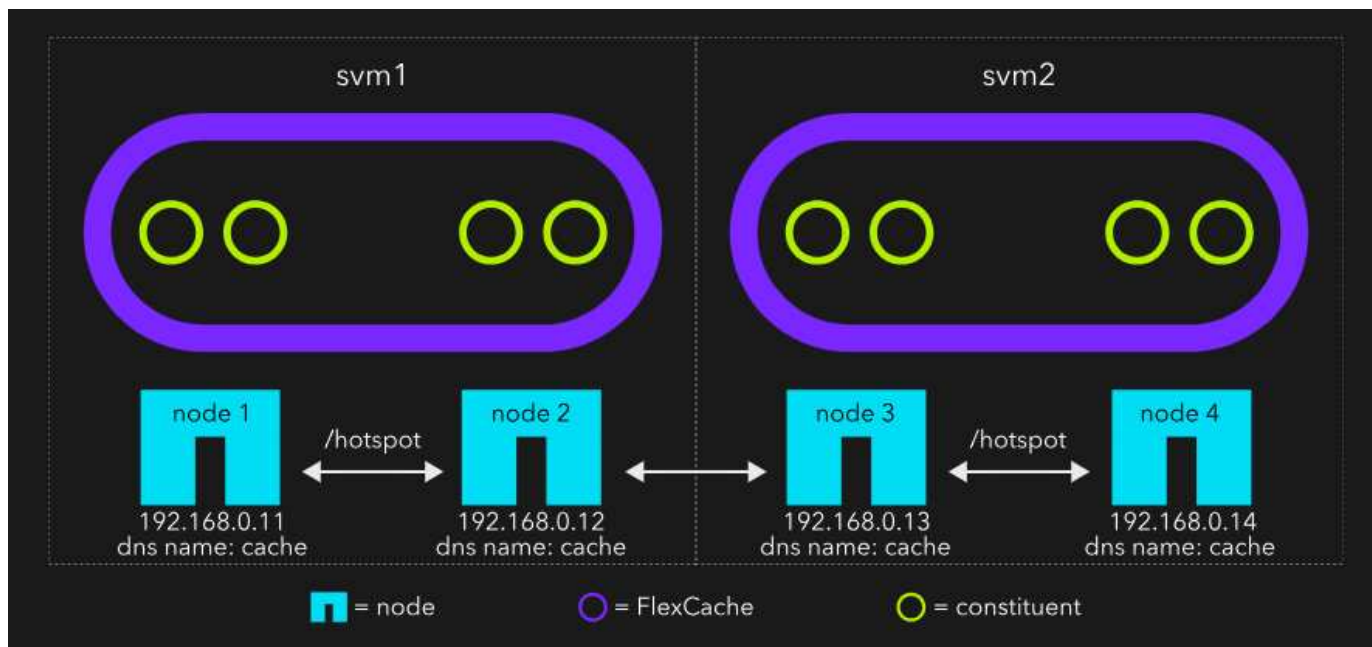 svm1
svm2
node 1
node 2
node 3
node 4
/hotspot
/hotspot
192.168.0.11
192.168.0.12
192.168.0.13
192.168.0.14
dns name: cache
dns name: cache
dns name: cache
dns name: cache
= node
= FlexCache
= constituent